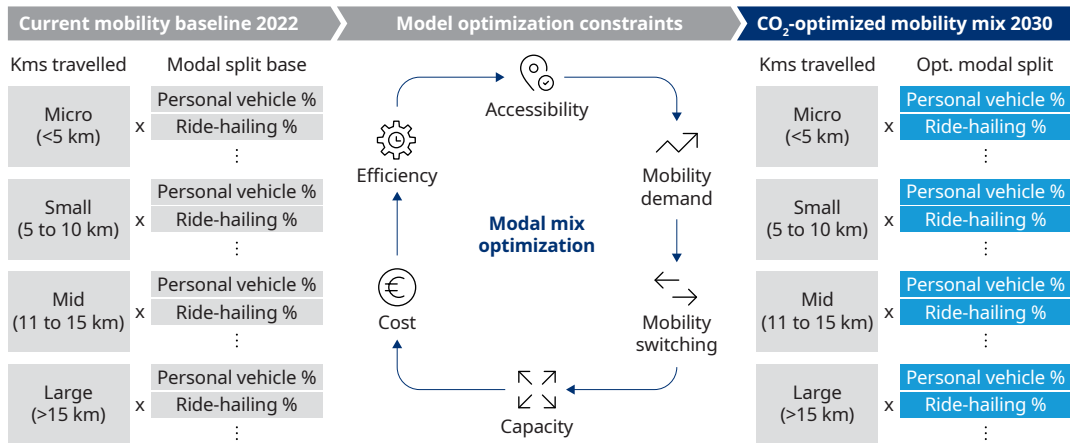 Current mobility baseline 2022
Model optimization constraints
CO₂-optimized mobility mix 2030
Kms travelled
Modal split base
Micro
(<5 km)
x
Personal vehicle %
Ride-hailing %
⋮
Small
(5 to 10 km)
x
Personal vehicle %
Ride-hailing %
⋮
Mid
(11 to 15 km)
x
Personal vehicle %
Ride-hailing %
⋮
Large
(>15 km)
x
Personal vehicle %
Ride-hailing %
⋮
Accessibility
Mobility
demand
Mobility
switching
Capacity
€
Cost
Efficiency
Modal mix
optimization
Kms travelled
Opt. modal split
Micro
(<5 km)
x
Personal vehicle %
Ride-hailing %
⋮
Small
(5 to 10 km)
x
Personal vehicle %
Ride-hailing %
⋮
Mid
(11 to 15 km)
x
Personal vehicle %
Ride-hailing %
⋮
Large
(>15 km)
x
Personal vehicle %
Ride-hailing %
⋮